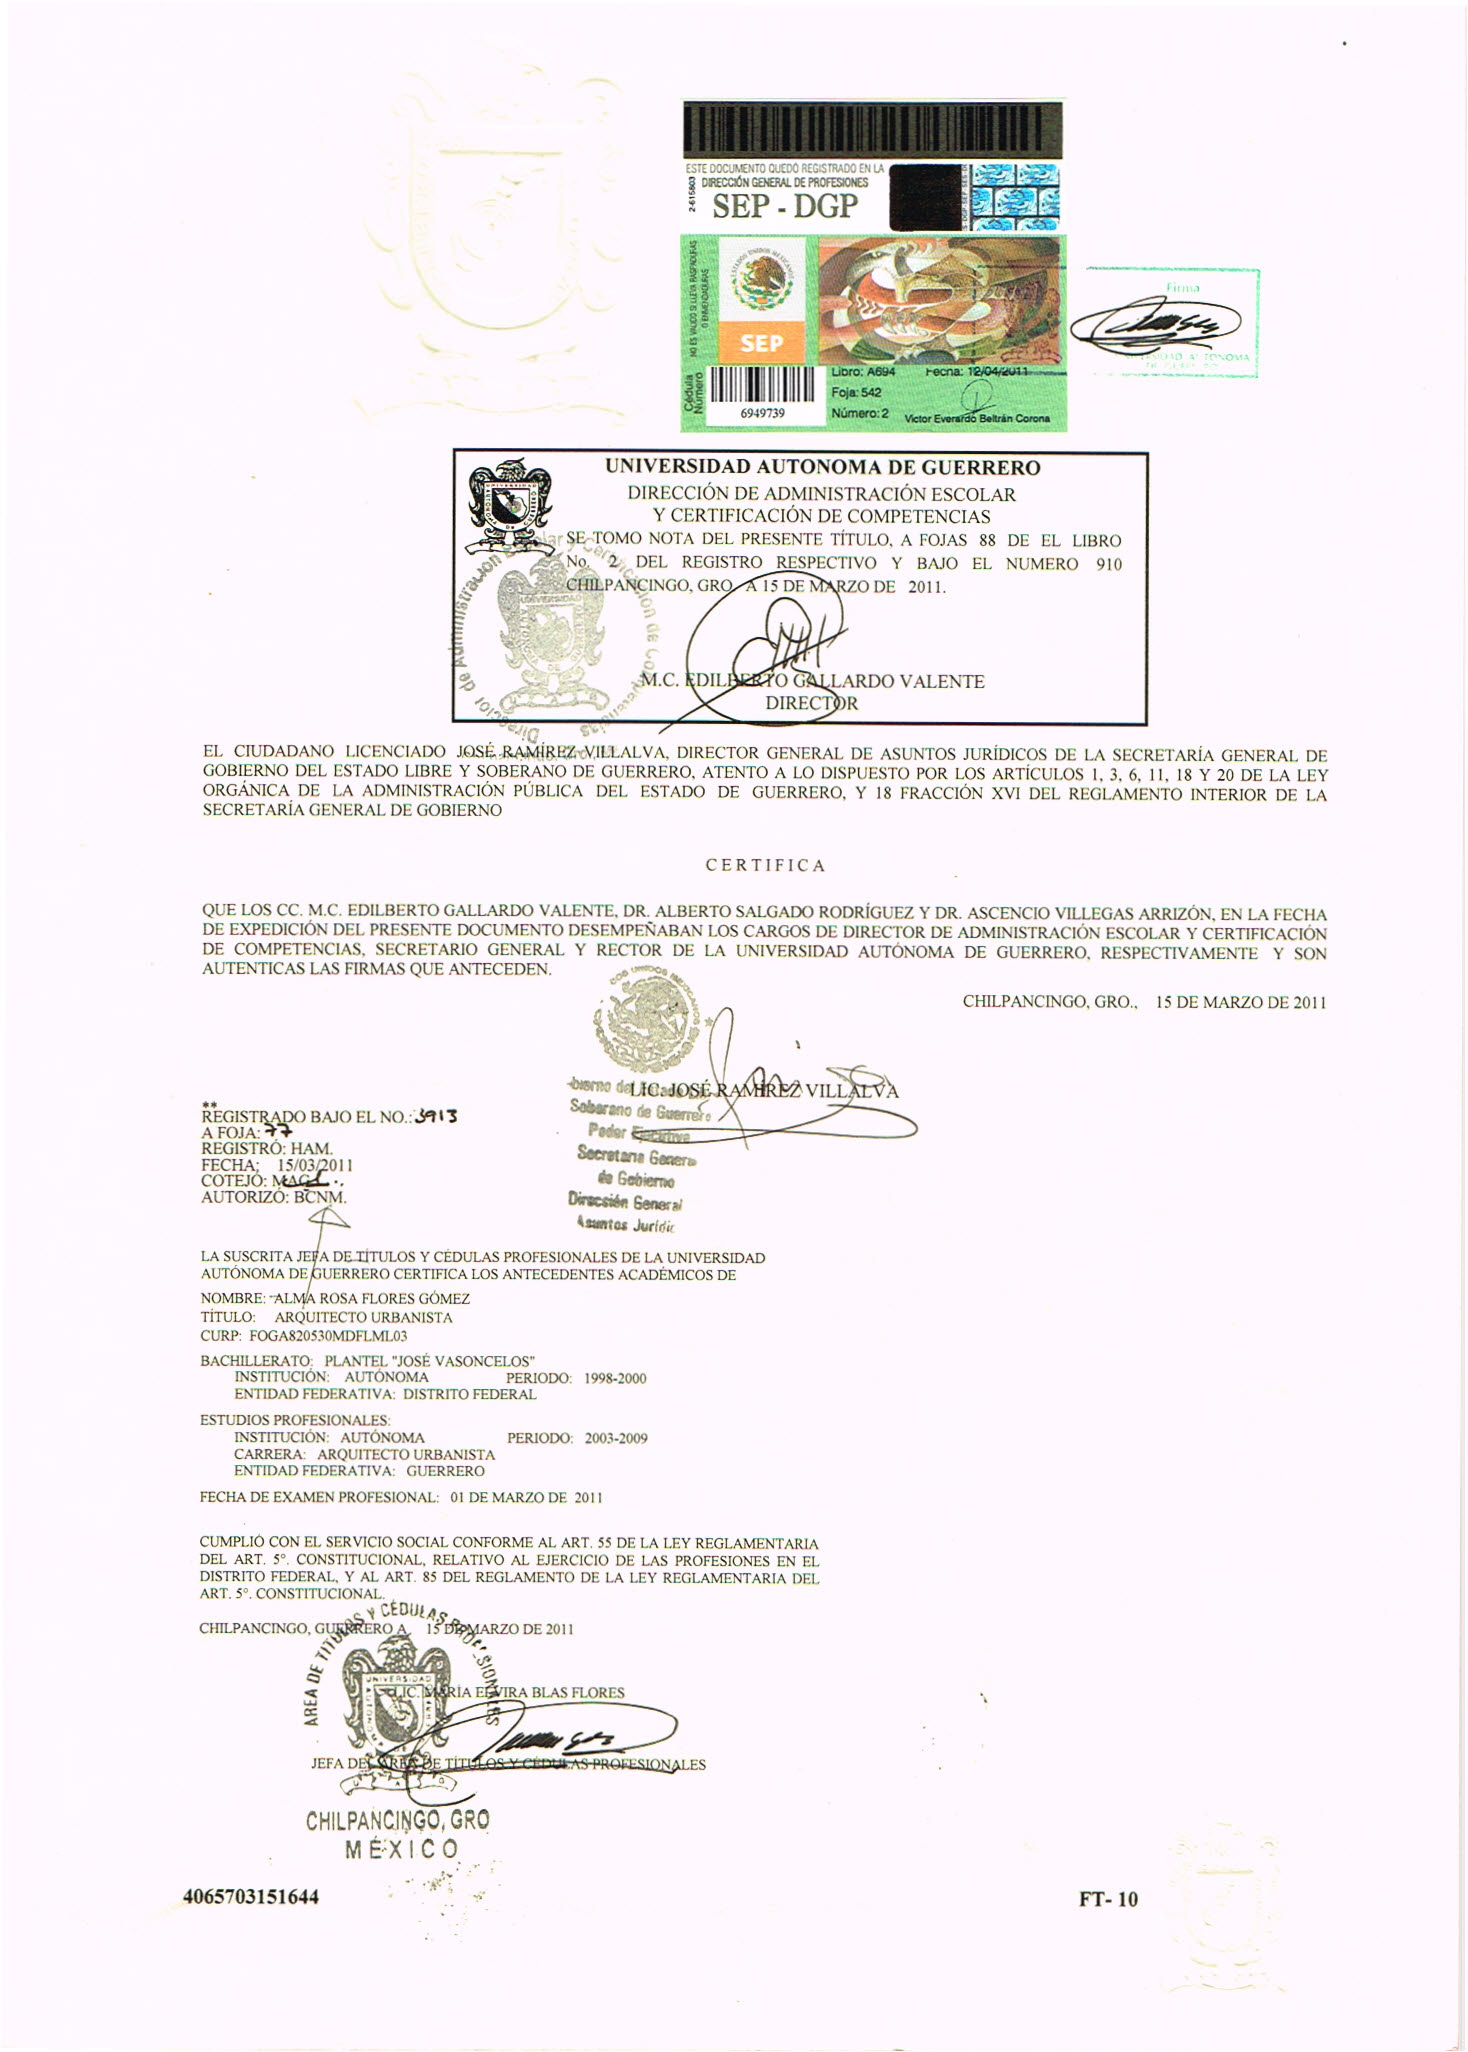 ESTE DOCUMENTO QUEDÓ REGISTRADO EN LA
DIRECCIÓN GENERAL DE PROFESIONES
SEP - DGP
2-615803
NO ES VALIDO SI LLEVA RASPADURAS
O ENMENDADURAS
SEP
Cédula
Número
6949739
Libro: A694 Fecha: 12/04/2011
Foja: 542
Número: 2 Victor Everardo Beltrán Corona
Firma
UNIVERSIDAD AUTONOMA DE GUERRERO
DIRECCIÓN DE ADMINISTRACIÓN ESCOLAR
Y CERTIFICACIÓN DE COMPETENCIAS
SE TOMO NOTA DEL PRESENTE TÍTULO, A FOJAS 88 DE EL LIBRO
No. 2 DEL REGISTRO RESPECTIVO Y BAJO EL NUMERO 910
CHILPANCINGO, GRO. A 15 DE MARZO DE 2011.
M.C. EDILBERTO GALLARDO VALENTE
DIRECTOR
EL CIUDADANO LICENCIADO JOSÉ RAMÍREZ VILLALVA, DIRECTOR GENERAL DE ASUNTOS JURÍDICOS DE LA SECRETARÍA GENERAL DE
GOBIERNO DEL ESTADO LIBRE Y SOBERANO DE GUERRERO, ATENTO A LO DISPUESTO POR LOS ARTÍCULOS 1, 3, 6, 11, 18 Y 20 DE LA LEY
ORGÁNICA DE LA ADMINISTRACIÓN PÚBLICA DEL ESTADO DE GUERRERO, Y 18 FRACCIÓN XVI DEL REGLAMENTO INTERIOR DE LA
SECRETARÍA GENERAL DE GOBIERNO
CERTIFICA
QUE LOS CC. M.C. EDILBERTO GALLARDO VALENTE, DR. ALBERTO SALGADO RODRÍGUEZ Y DR. ASCENCIO VILLEGAS ARRIZÓN, EN LA FECHA
DE EXPEDICIÓN DEL PRESENTE DOCUMENTO DESEMPEÑABAN LOS CARGOS DE DIRECTOR DE ADMINISTRACIÓN ESCOLAR Y CERTIFICACIÓN
DE COMPETENCIAS, SECRETARIO GENERAL Y RECTOR DE LA UNIVERSIDAD AUTÓNOMA DE GUERRERO, RESPECTIVAMENTE Y SON
AUTENTICAS LAS FIRMAS QUE ANTECEDEN.
CHILPANCINGO, GRO., 15 DE MARZO DE 2011
LIC. JOSÉ RAMÍREZ VILLALVA
Soberano de Guerrero
Poder Ejecutivo
Secretaria General
de Gobierno
Dirección General
Asuntos Juridic
**
REGISTRADO BAJO EL NO.: 3913
A FOJA: 77
REGISTRÓ: HAM.
FECHA; 15/03/2011
COTEJÓ: MAGL.
AUTORIZÓ: BCNM.
LA SUSCRITA JEFA DE TÍTULOS Y CÉDULAS PROFESIONALES DE LA UNIVERSIDAD
AUTÓNOMA DE GUERRERO CERTIFICA LOS ANTECEDENTES ACADÉMICOS DE
NOMBRE: ALMA ROSA FLORES GÓMEZ
TÍTULO: ARQUITECTO URBANISTA
CURP: FOGA820530MDFLML03
BACHILLERATO: PLANTEL "JOSÉ VASONCELOS"
INSTITUCIÓN: AUTÓNOMA PERIODO: 1998-2000
ENTIDAD FEDERATIVA: DISTRITO FEDERAL
ESTUDIOS PROFESIONALES:
INSTITUCIÓN: AUTÓNOMA PERIODO: 2003-2009
CARRERA: ARQUITECTO URBANISTA
ENTIDAD FEDERATIVA: GUERRERO
FECHA DE EXAMEN PROFESIONAL: 01 DE MARZO DE 2011
CUMPLIÓ CON EL SERVICIO SOCIAL CONFORME AL ART. 55 DE LA LEY REGLAMENTARIA
DEL ART. 5°. CONSTITUCIONAL, RELATIVO AL EJERCICIO DE LAS PROFESIONES EN EL
DISTRITO FEDERAL, Y AL ART. 85 DEL REGLAMENTO DE LA LEY REGLAMENTARIA DEL
ART. 5°. CONSTITUCIONAL.
CHILPANCINGO, GUERRERO A 15 DE MARZO DE 2011
AREA DE TITULOS Y CÉDULAS PROFESIONALES
LIC. MARÍA ELVIRA BLAS FLORES
JEFA DEL AREA DE TÍTULOS Y CÉDULAS PROFESIONALES
CHILPANCINGO, GRO
MÉXICO
4065703151644 FT- 10